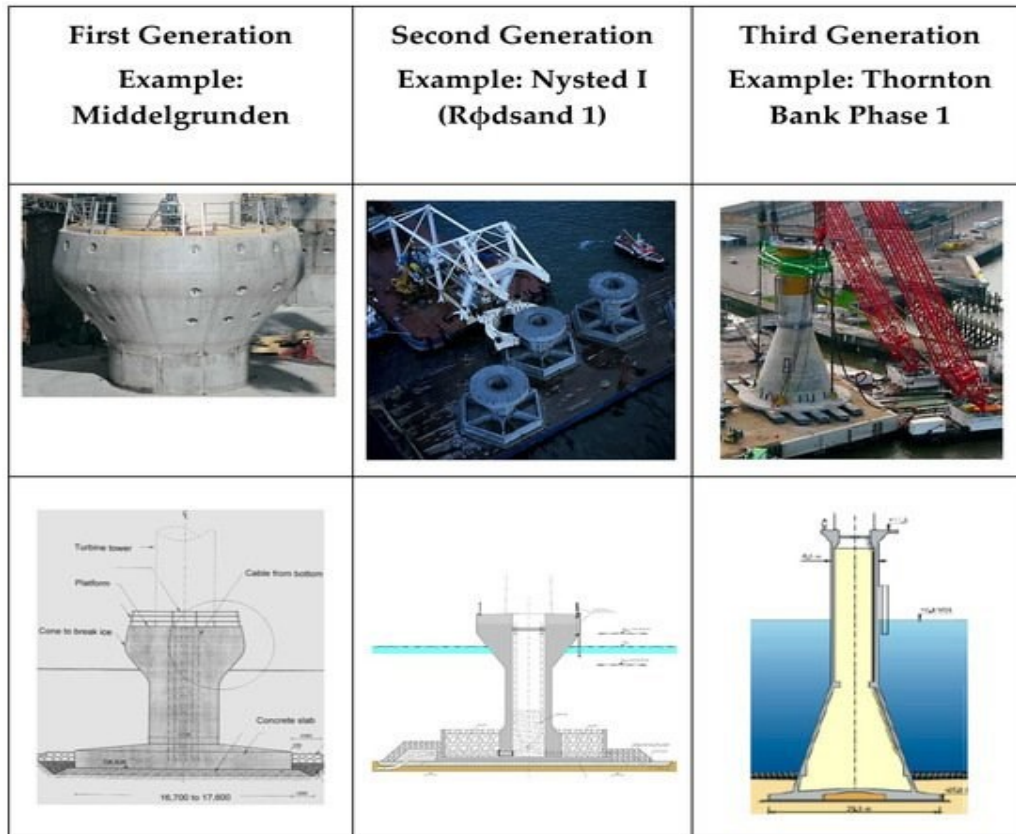 First Generation
Example:
Middelgrunden
Second Generation
Example: Nysted I
(Rϕdsand 1)
Third Generation
Example: Thornton
Bank Phase 1
Turbine tower
Platform
Cable from bottom
Cone to break ice
Concrete slab
16,700 to 17,600